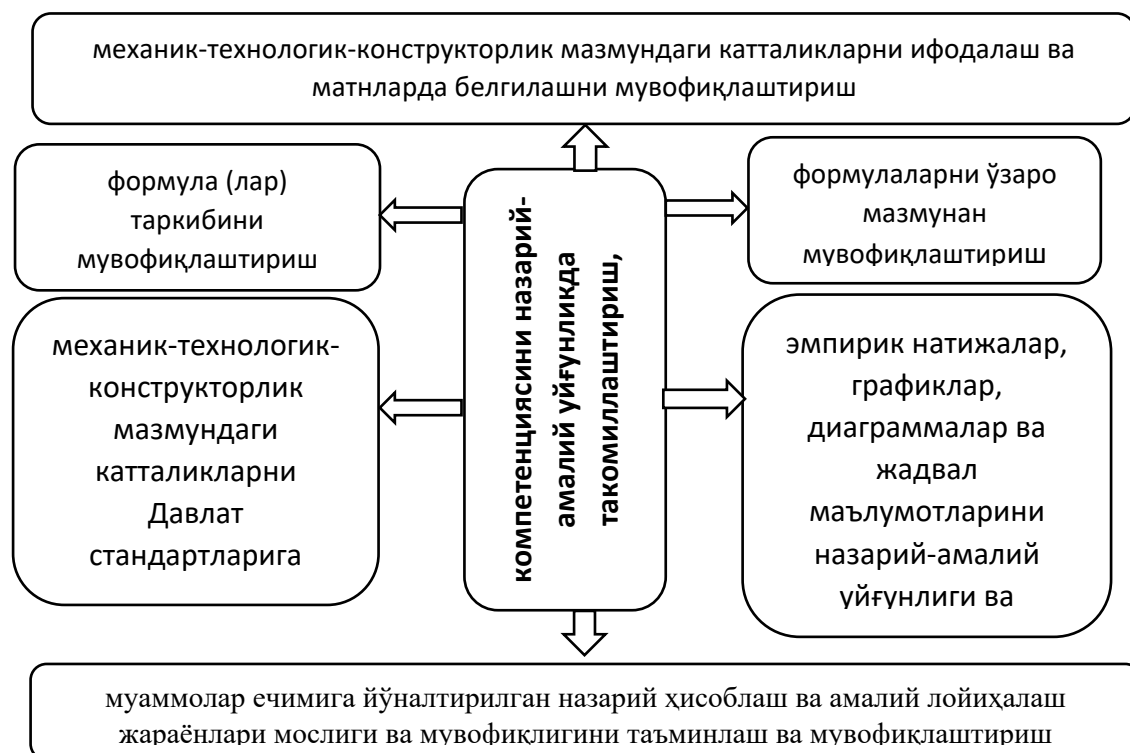 механик-технологик-конструкторлик мазмундаги катталикларни ифодалаш ва
матнларда белгилашни мувофиқлаштириш
формула (лар)
таркибини
мувофиқлаштириш
формулаларни ўзаро
мазмунан
мувофиқлаштириш
компетенциясини назарий-
амалий уйғунликда
такомиллаштириш,
механик-технологик-
конструкторлик
мазмундаги
катталикларни
Давлат
стандартларига
эмпирик натижалар,
графиклар,
диаграммалар ва
жадвал
маълумотларини
назарий-амалий
уйғунлиги ва
муаммолар ечимига йўналтирилган назарий ҳисоблаш ва амалий лойиҳалаш
жараёнлари мослиги ва мувофиқлигини таъминлаш ва мувофиқлаштириш